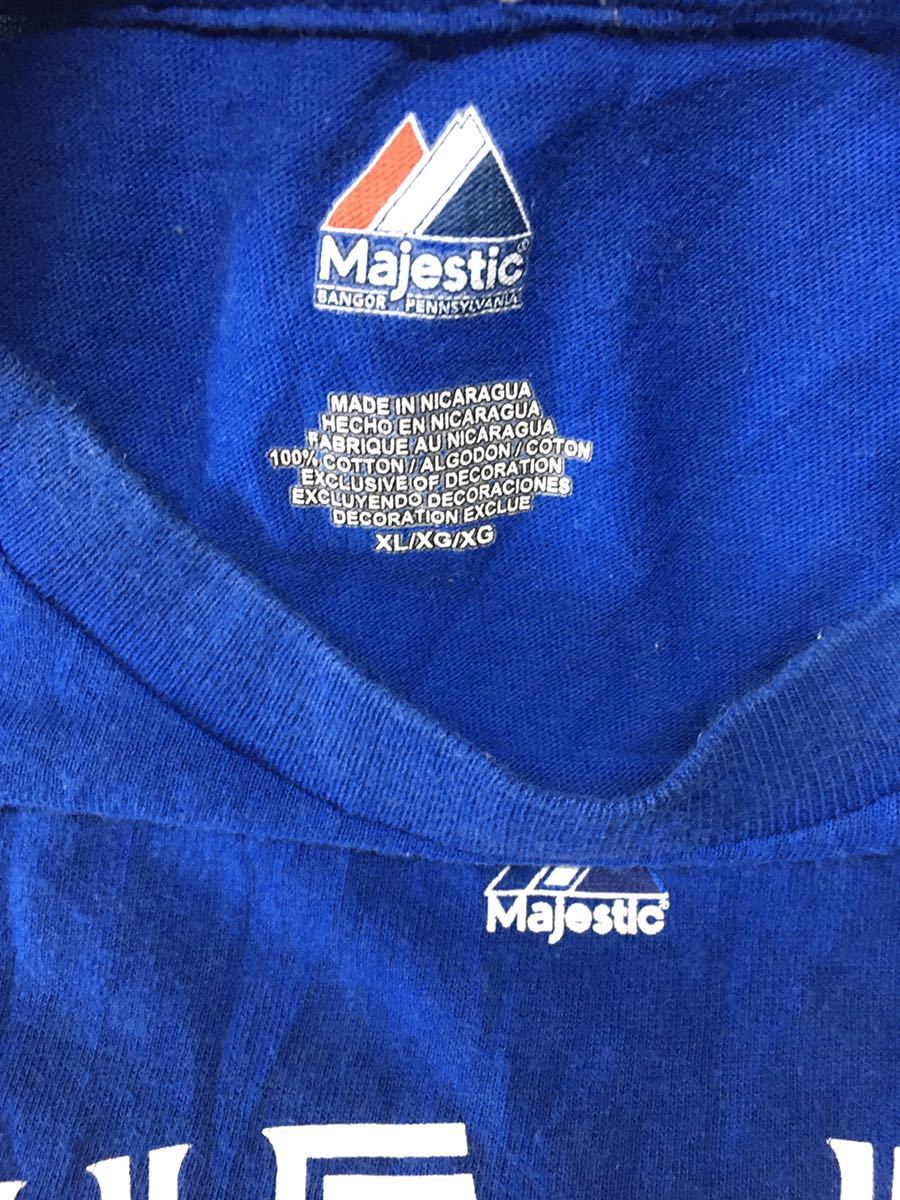 Majestic
BANGOR PENNSYLVANIA
MADE IN NICARAGUA
HECHO EN NICARAGUA
FABRIQUE AU NICARAGUA
100% COTTON / ALGODON / COTON
EXCLUSIVE OF DECORATION
EXCLUYENDO DECORACIONES
DECORATION EXCLUE
XL/XG/XG
Majestic